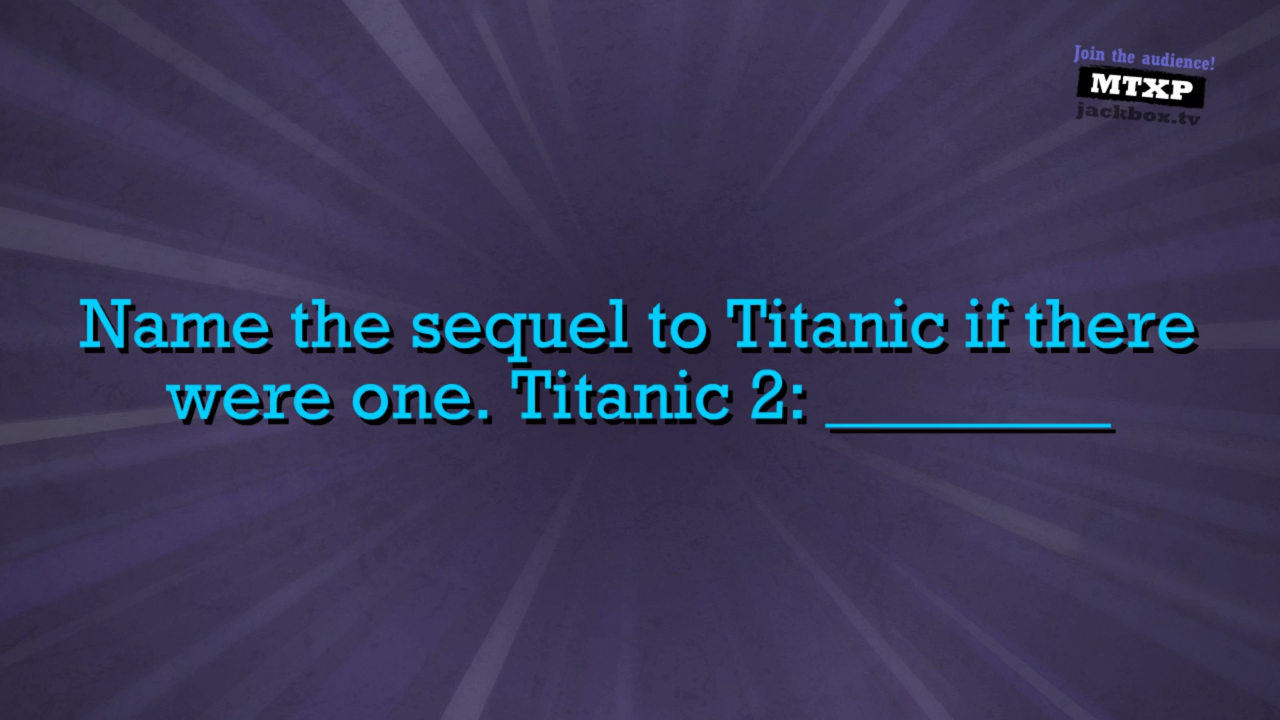 Join the audience!
MTXP
jackbox.tv
Name the sequel to Titanic if there
were one. Titanic 2: ________